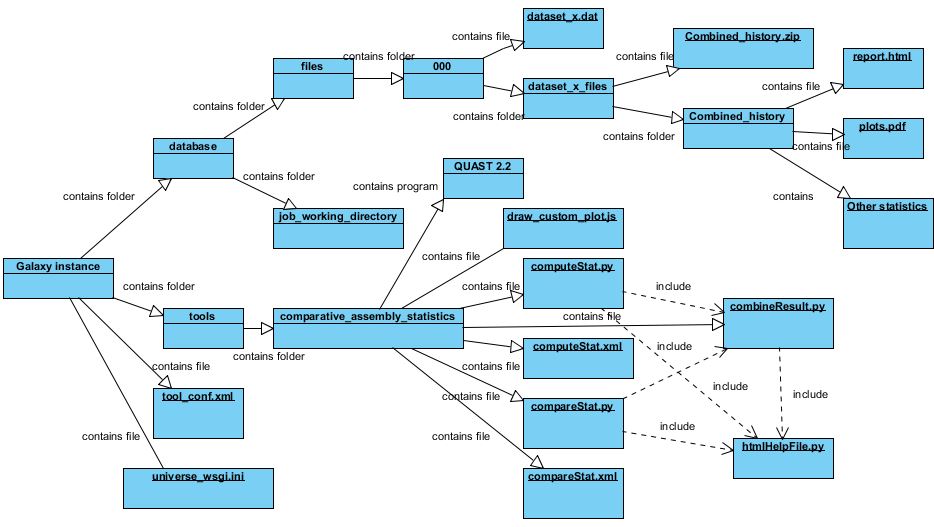 dataset_x.dat
contains file
Combined_history.zip
contains folder
files
000
contains file
report.html
contains file
dataset_x_files
contains folder
contains folder
Combined_history
plots.pdf
contains folder
contains file
database
QUAST 2.2
contains folder
contains program
contains folder
contains
Other statistics
job_working_directory
draw_custom_plot.js
contains file
Galaxy instance
computeStat.py
contains folder
contains file
include
combineResult.py
tools
comparative_assembly_statistics
contains file
contains folder
computeStat.xml
include
contains file
contains file
include
tool_conf.xml
contains file
compareStat.py
include
contains file
contains file
include
htmlHelpFile.py
universe_wsgi.ini
compareStat.xml